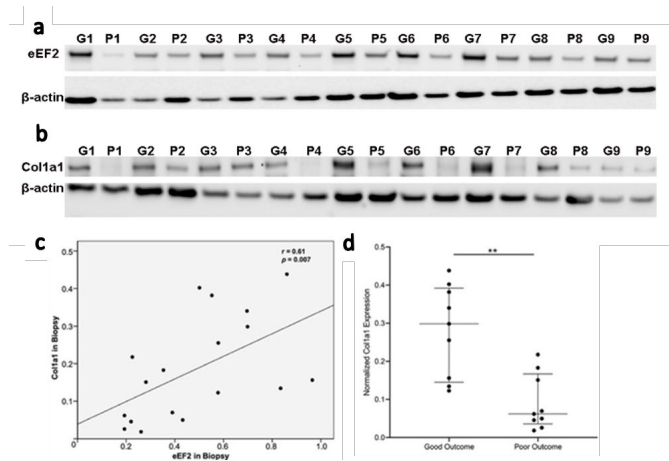 a
G1 P1 G2 P2 G3 P3 G4 P4 G5 P5 G6 P6 G7 P7 G8 P8 G9 P9
eEF2
β-actin
b
G1 P1 G2 P2 G3 P3 G4 P4 G5 P5 G6 P6 G7 P7 G8 P8 G9 P9
Col1a1
β-actin
c
r = 0.61
p = 0.007
Col1a1 in Biopsy
0.5
0.4
0.3
0.2
0.1
0
0 0.2 0.4 0.6 0.8 1.0
eEF2 in Biopsy
d
**
Normalized Col1a1 Expression
0.5
0.4
0.3
0.2
0.1
0.0
Good Outcome Poor Outcome